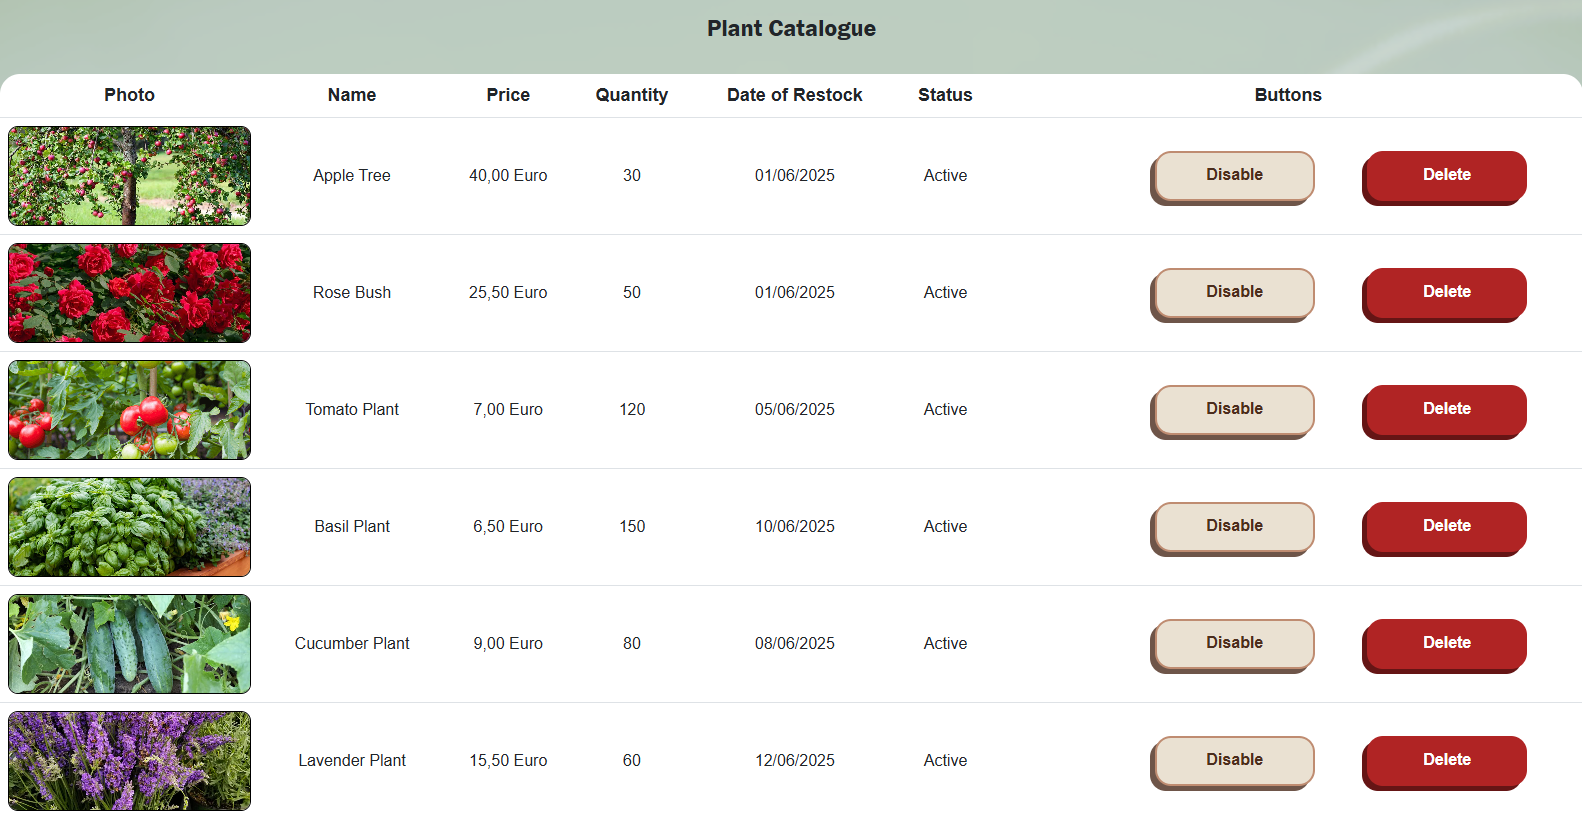 Plant Catalogue
Photo Name Price Quantity Date of Restock Status Buttons
Apple Tree 40,00 Euro 30 01/06/2025 Active Disable Delete
Rose Bush 25,50 Euro 50 01/06/2025 Active Disable Delete
Tomato Plant 7,00 Euro 120 05/06/2025 Active Disable Delete
Basil Plant 6,50 Euro 150 10/06/2025 Active Disable Delete
Cucumber Plant 9,00 Euro 80 08/06/2025 Active Disable Delete
Lavender Plant 15,50 Euro 60 12/06/2025 Active Disable Delete